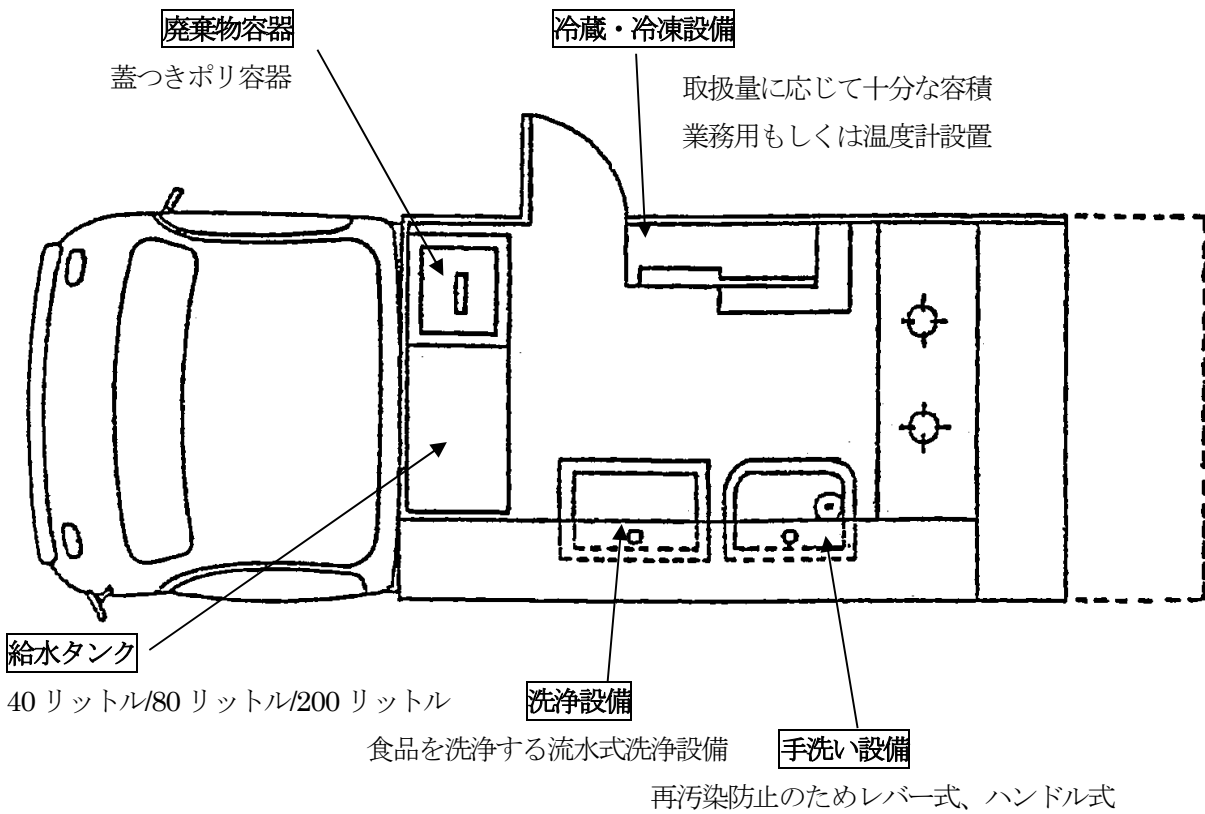 廃棄物容器
蓋つきポリ容器
冷蔵・冷凍設備
取扱量に応じて十分な容積
業務用もしくは温度計設置
給水タンク
40 リットル/80 リットル/200 リットル
洗浄設備
食品を洗浄する流水式洗浄設備
手洗い設備
再汚染防止のためレバー式、ハンドル式